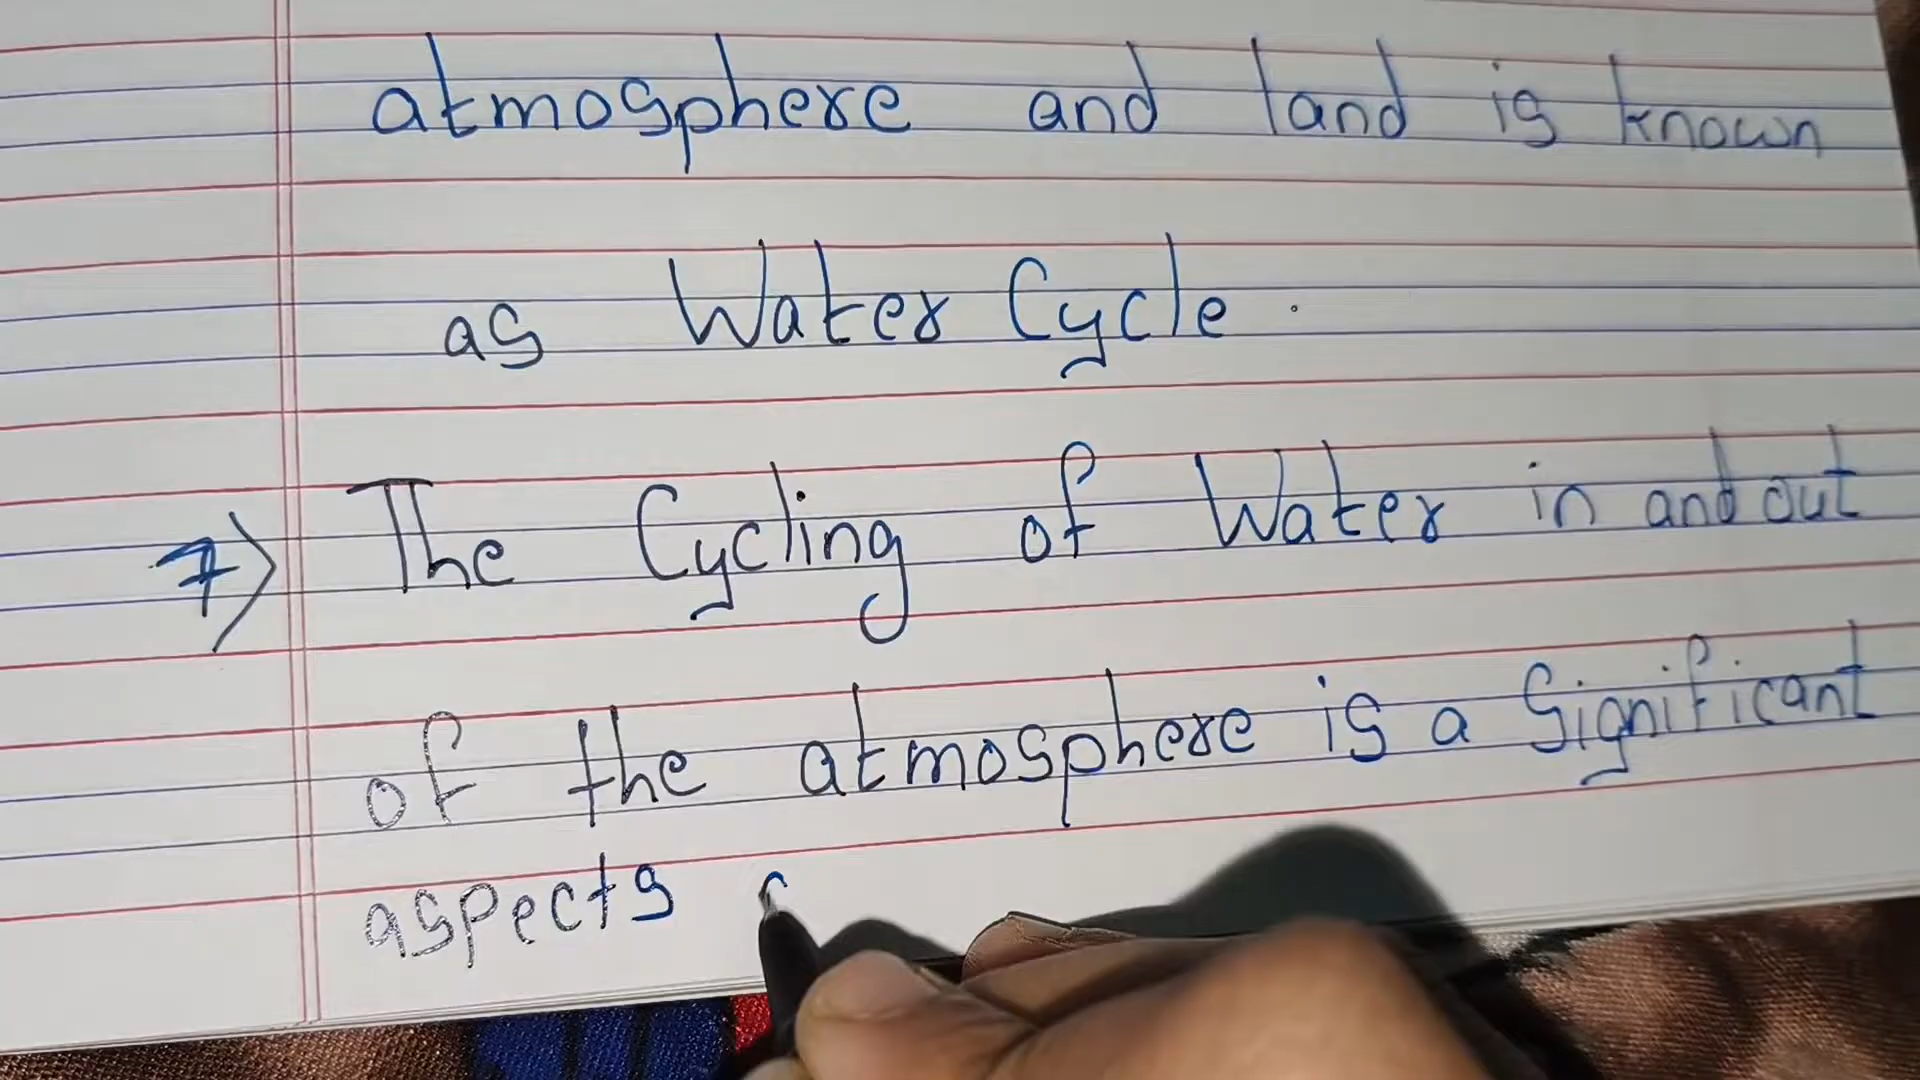 atmosphere and land is known
as Water Cycle .
7) The Cycling of Water in and out
of the atmosphere is a Significant
aspects